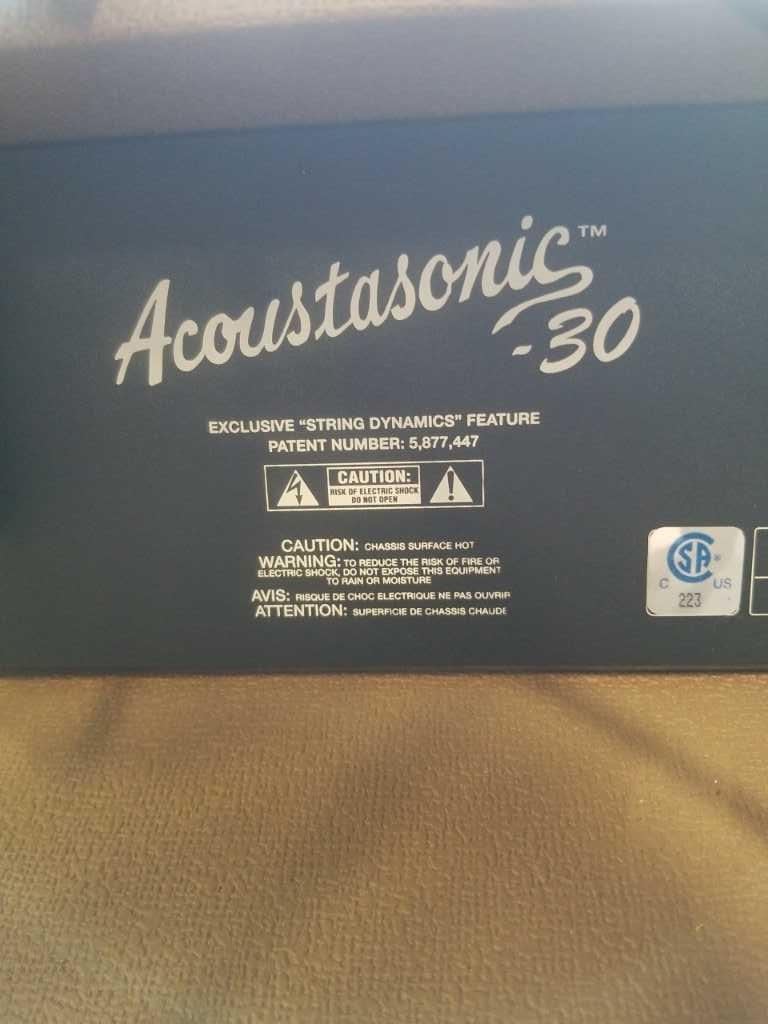 Acoustasonic™
-30
EXCLUSIVE “STRING DYNAMICS” FEATURE
PATENT NUMBER: 5,877,447
CAUTION:
RISK OF ELECTRIC SHOCK
DO NOT OPEN
CAUTION: CHASSIS SURFACE HOT
WARNING: TO REDUCE THE RISK OF FIRE OR
ELECTRIC SHOCK, DO NOT EXPOSE THIS EQUIPMENT
TO RAIN OR MOISTURE
AVIS: RISQUE DE CHOC ELECTRIQUE NE PAS OUVRIR
ATTENTION: SUPERFICIE DE CHASSIS CHAUDE
SA®
C US
223